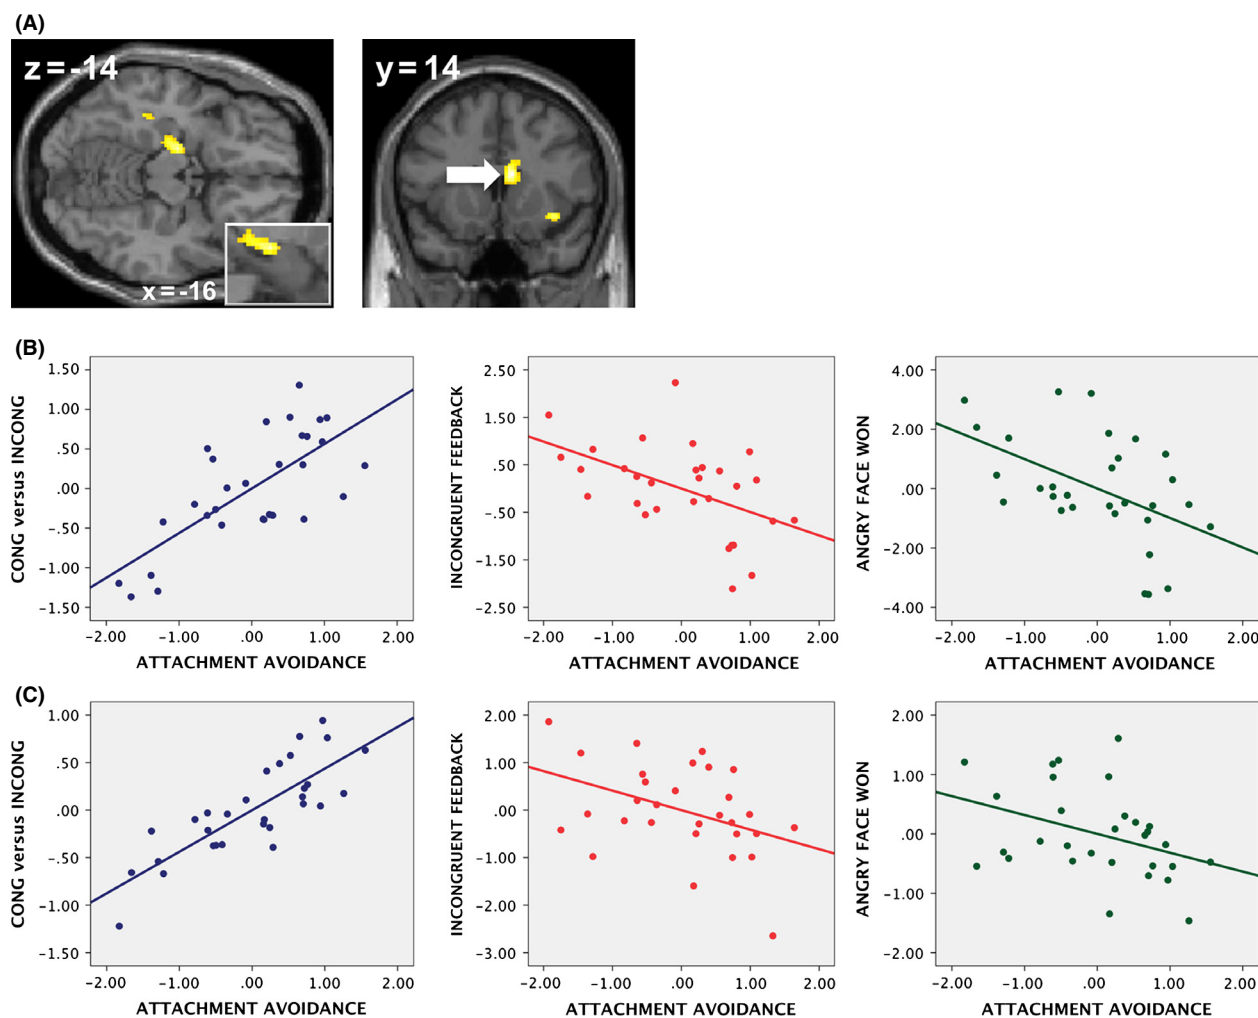 (A)
z = -14
x = -16
y = 14
(B)
CONG versus INCONG
1.50
1.00
.50
.00
-.50
-1.00
-1.50
-2.00 -1.00 .00 1.00 2.00
ATTACHMENT AVOIDANCE
INCONGRUENT FEEDBACK
2.50
1.50
.50
-.50
-1.50
-2.50
-2.00 -1.00 .00 1.00 2.00
ATTACHMENT AVOIDANCE
ANGRY FACE WON
4.00
2.00
.00
-2.00
-4.00
-2.00 -1.00 .00 1.00 2.00
ATTACHMENT AVOIDANCE
(C)
CONG versus INCONG
1.00
.50
.00
-.50
-1.00
-1.50
-2.00 -1.00 .00 1.00 2.00
ATTACHMENT AVOIDANCE
INCONGRUENT FEEDBACK
2.00
1.00
.00
-1.00
-2.00
-3.00
-2.00 -1.00 .00 1.00 2.00
ATTACHMENT AVOIDANCE
ANGRY FACE WON
2.00
1.00
.00
-1.00
-2.00
-2.00 -1.00 .00 1.00 2.00
ATTACHMENT AVOIDANCE